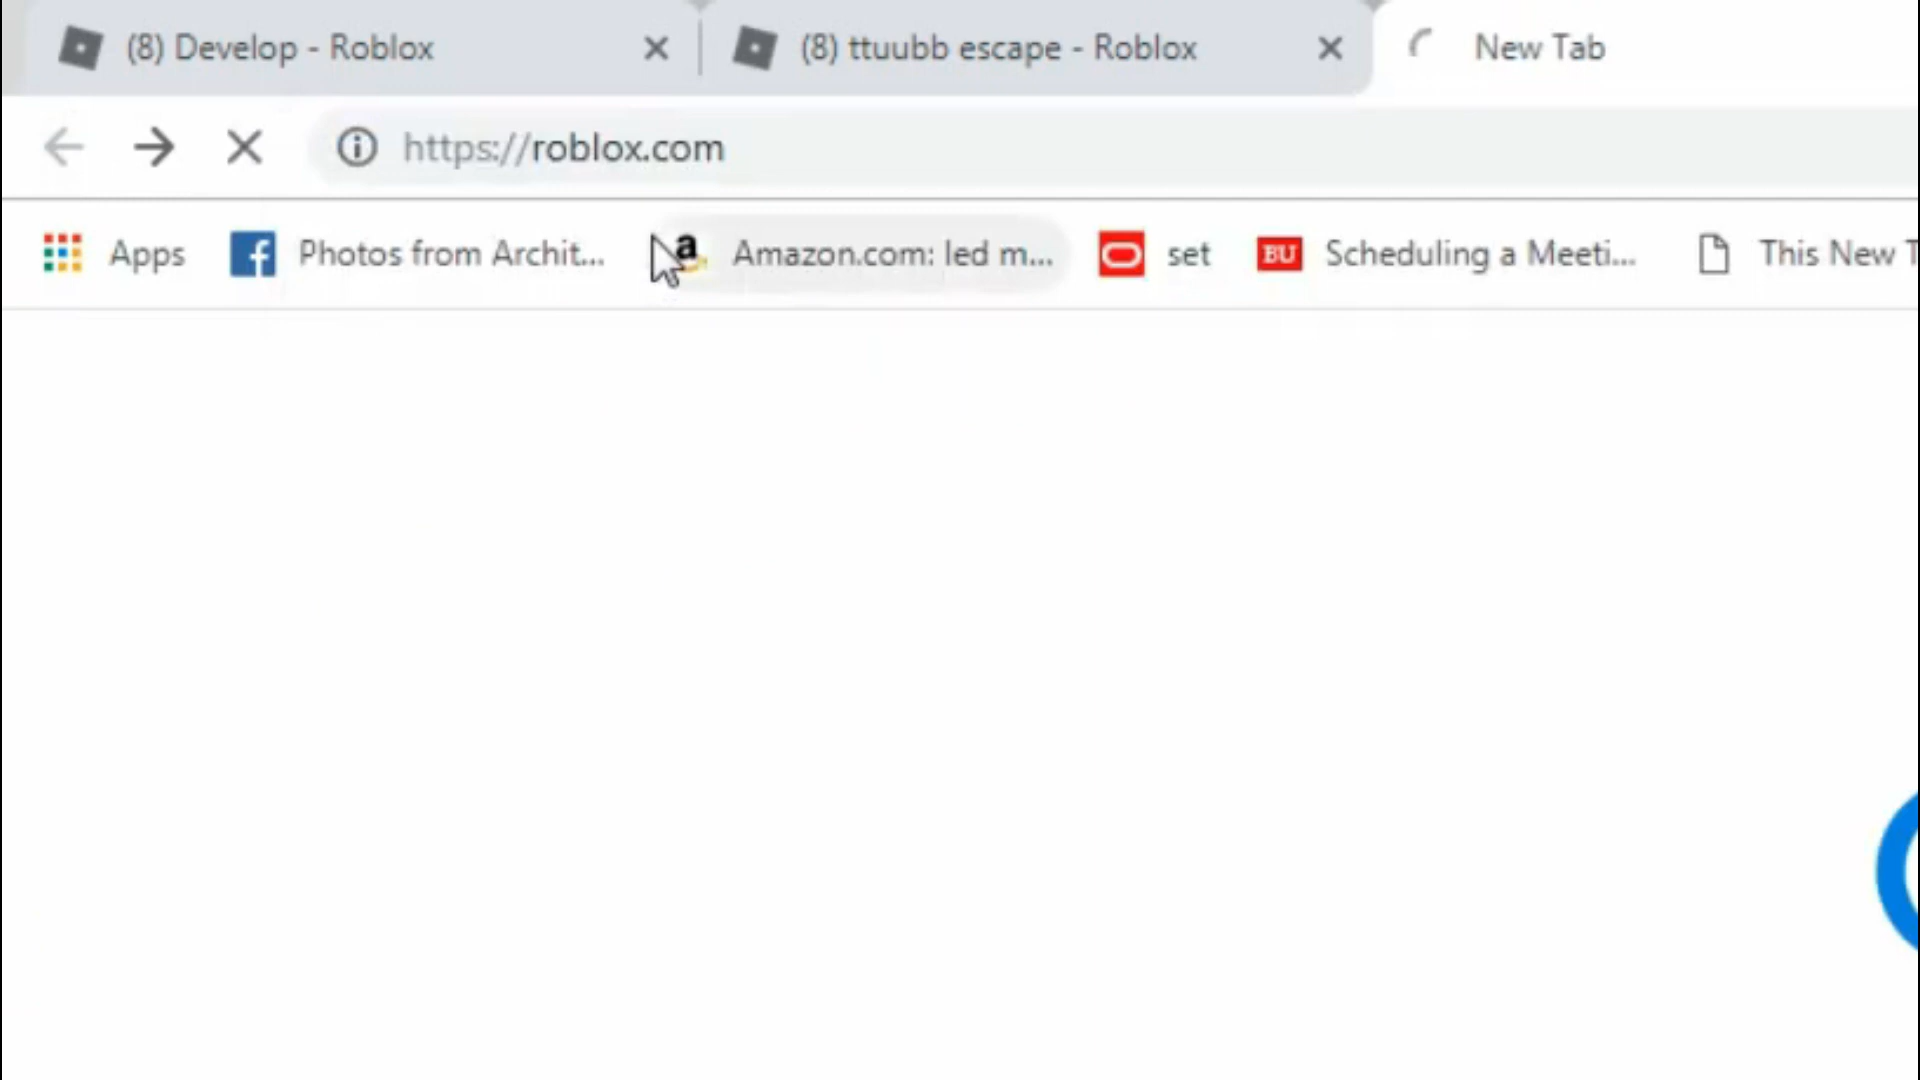 (8) Develop - Roblox
(8) ttuubb escape - Roblox
New Tab
https://roblox.com
Apps
Photos from Archit...
a
Amazon.com: led m...
set
BU
Scheduling a Meeti...
This New T